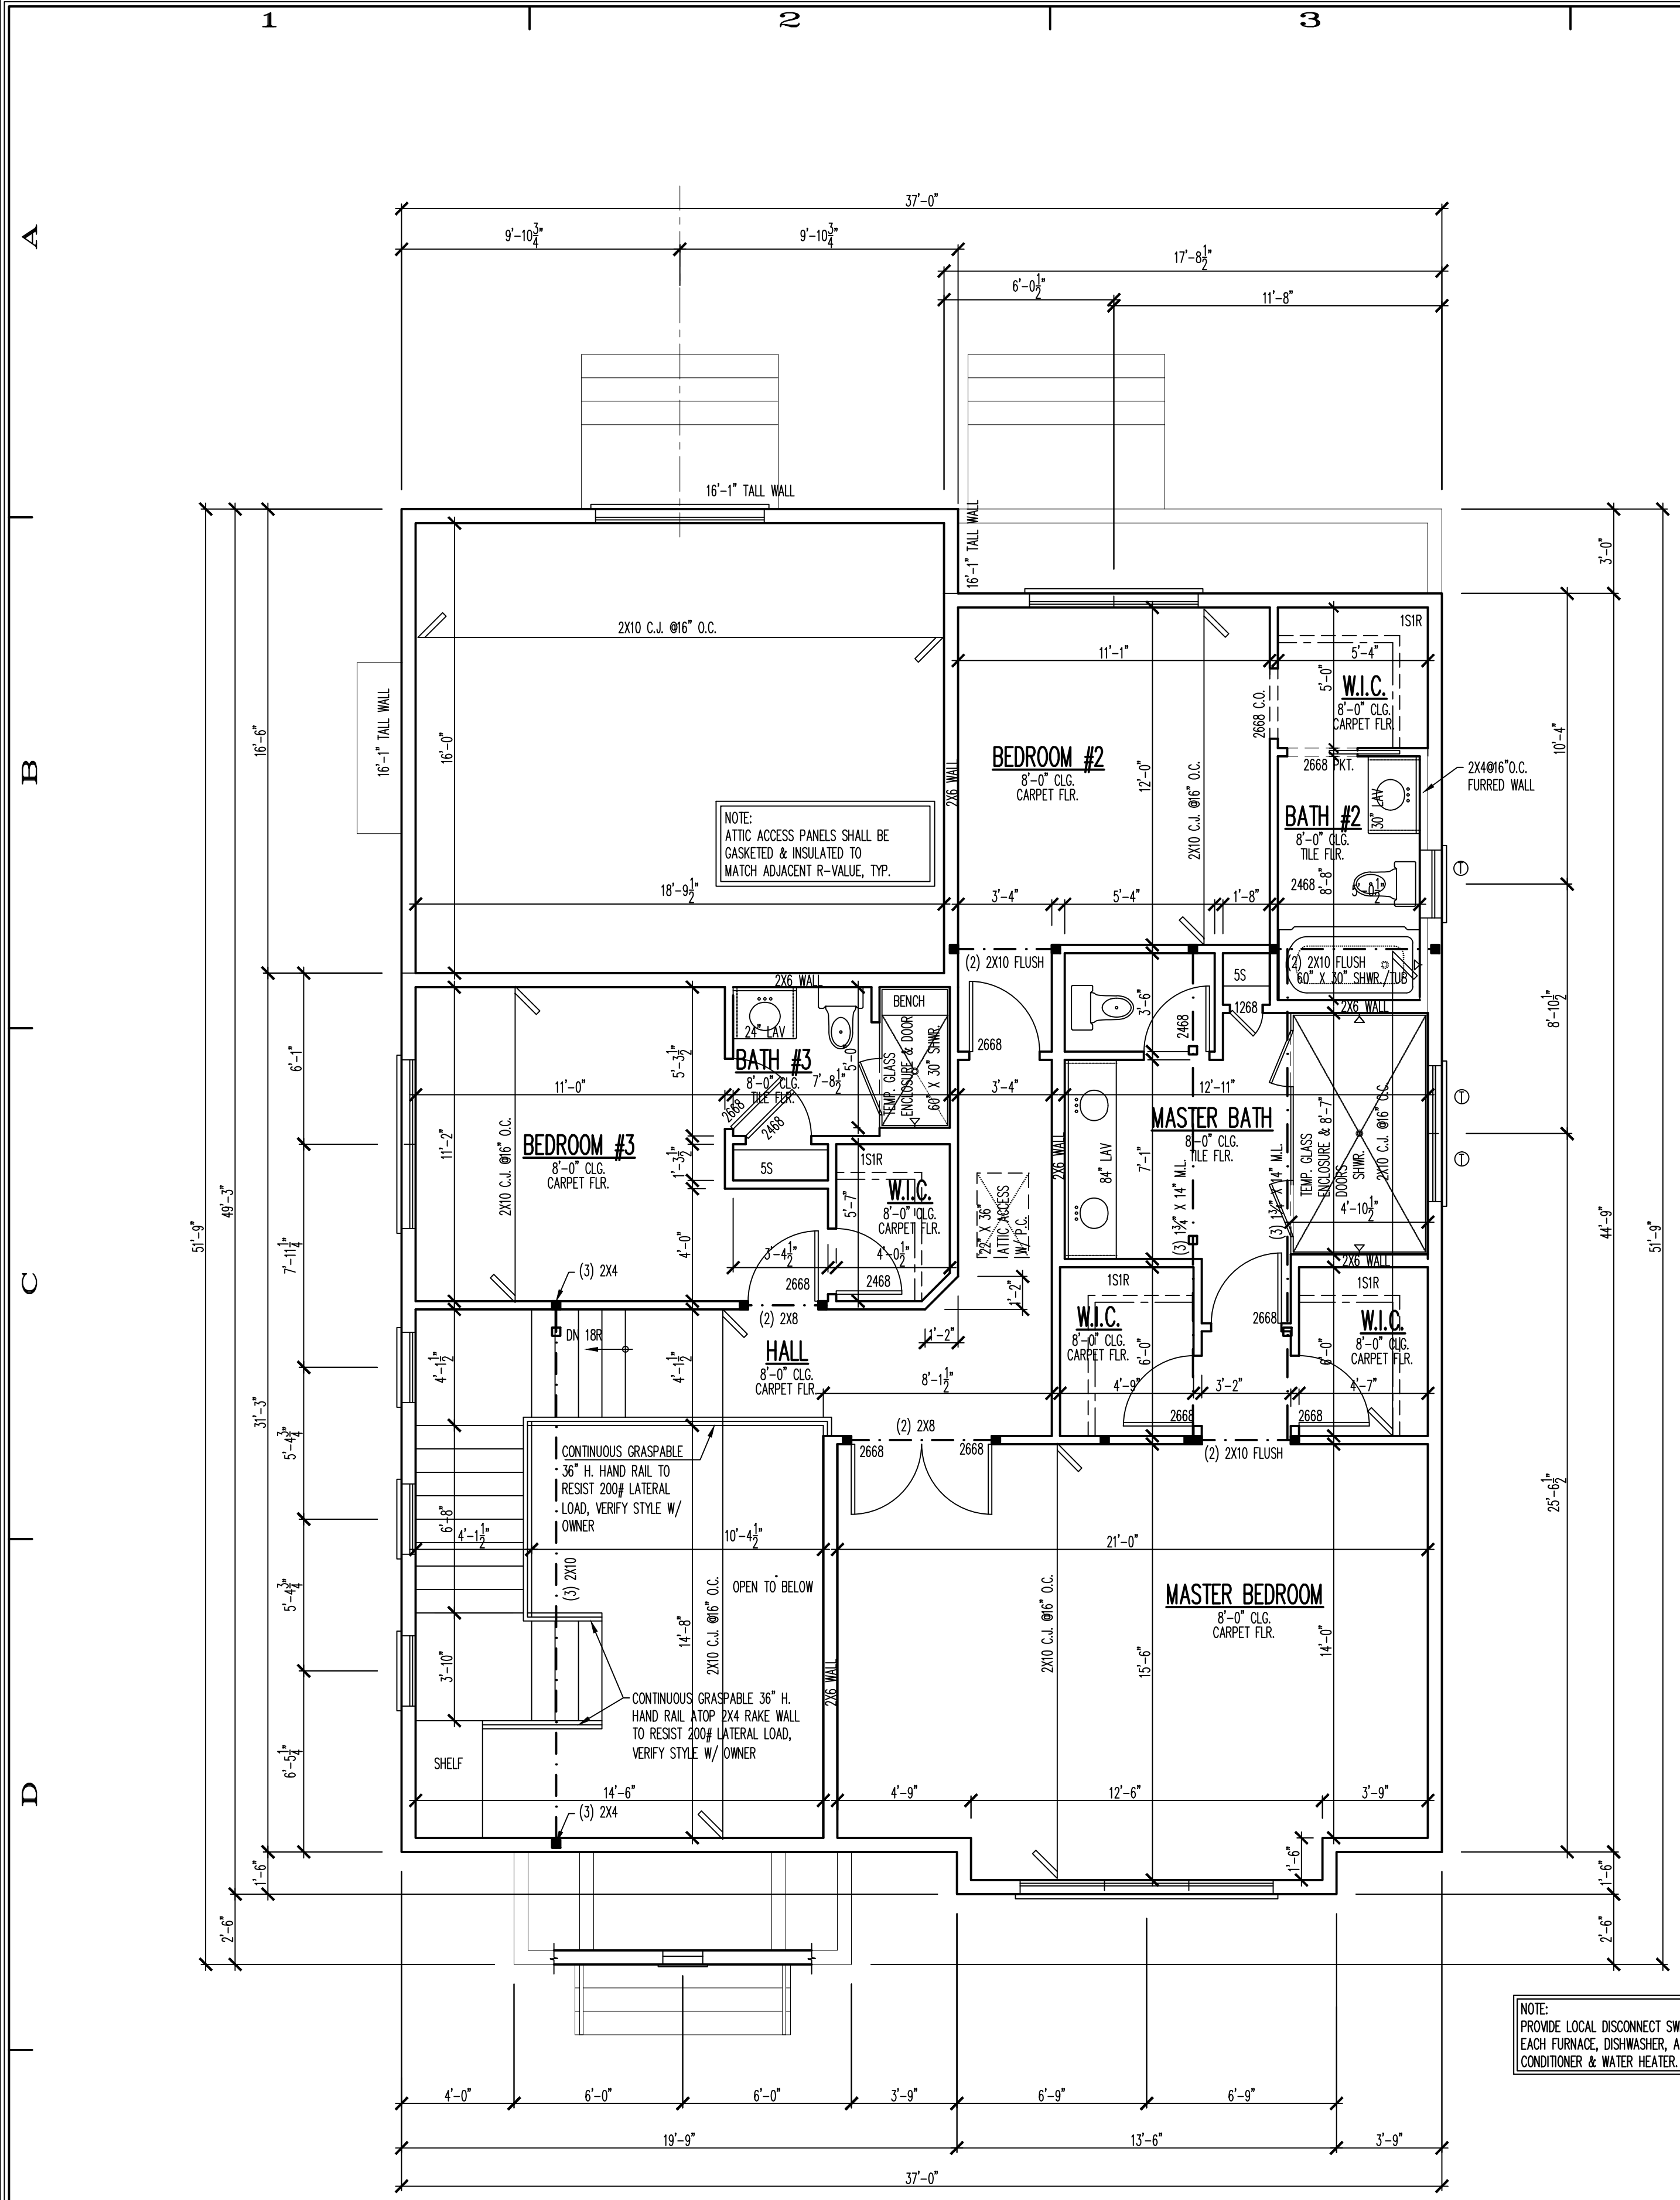 1
2
3
A
B
C
D
37'-0"
9'-10 3/4"
9'-10 3/4"
17'-8 1/2"
6'-0 1/2"
11'-8"
16'-1" TALL WALL
16'-1" TALL WALL
16'-1" TALL WALL
2X10 C.J. @16" O.C.
16'-0"
18'-9 1/2"
NOTE:
ATTIC ACCESS PANELS SHALL BE
GASKETED & INSULATED TO
MATCH ADJACENT R-VALUE, TYP.
2X6 WALL
11'-1"
BEDROOM #2
8'-0" CLG.
CARPET FLR.
12'-0"
2X10 C.J. @16" O.C.
2668 C.O.
1S1R
5'-4"
5'-0"
W.I.C.
8'-0" CLG.
CARPET FLR.
2668 PKT.
2X4@16"O.C.
FURRED WALL
30" LAV
BATH #2
8'-0" CLG.
TILE FLR.
2468
8'-8"
5'-0 1/2"
3'-4"
5'-4"
1'-8"
(2) 2X10 FLUSH
(2) 2X10 FLUSH
60" X 30" SHWR./TUB
2X6 WALL
5S
1268
3'-6"
2468
2668
2X6 WALL
24" LAV
BENCH
BATH #3
8'-0" CLG.
TILE FLR.
5'-3 1/2"
7'-8 1/2"
5'-0"
TEMP. GLASS
ENCLOSURE & DOOR
60" X 30" SHWR.
2668
2468
11'-0"
11'-2"
2X10 C.J. @16" O.C.
BEDROOM #3
8'-0" CLG.
CARPET FLR.
1'-3 1/2"
5S
1S1R
W.I.C.
8'-0" CLG.
CARPET FLR.
5'-7"
4'-0"
3'-4 1/2"
4'-0 1/2"
2668
2468
3'-4"
12'-11"
2X6 WALL
84" LAV
MASTER BATH
8'-0" CLG.
TILE FLR.
7'-1"
(3) 1 3/4" X 14" M.L.
(3) 1 3/4" X 14" M.L.
TEMP. GLASS
ENCLOSURE & 8'-7"
DOORS
SHWR.
2X10 C.J. @16" O.C.
4'-10 1/2"
2X6 WALL
22" X 36"
ATTIC ACCESS
W/ P.C.
1'-2"
1'-2"
(3) 2X4
(2) 2X8
DN 18R
HALL
8'-0" CLG.
CARPET FLR.
4'-1 1/2"
4'-1 1/2"
8'-1 1/2"
1S1R
W.I.C.
8'-0" CLG.
CARPET FLR.
6'-0"
4'-9"
3'-2"
4'-7"
2668
1S1R
W.I.C.
8'-0" CLG.
CARPET FLR.
6'-0"
2668
2668
(2) 2X8
2668
2668
(2) 2X10 FLUSH
CONTINUOUS GRASPABLE
36" H. HAND RAIL TO
RESIST 200# LATERAL
LOAD, VERIFY STYLE W/
OWNER
6'-8"
4'-1 1/2"
10'-4 1/2"
21'-0"
(3) 2X10
OPEN TO BELOW
14'-8"
2X10 C.J. @16" O.C.
2X6 WALL
2X10 C.J. @16" O.C.
MASTER BEDROOM
8'-0" CLG.
CARPET FLR.
15'-6"
14'-0"
3'-10"
CONTINUOUS GRASPABLE 36" H.
HAND RAIL ATOP 2X4 RAKE WALL
TO RESIST 200# LATERAL LOAD,
VERIFY STYLE W/ OWNER
SHELF
14'-6"
4'-9"
12'-6"
3'-9"
(3) 2X4
1'-6"
51'-9"
49'-3"
16'-6"
31'-3"
6'-1"
7'-11 1/4"
5'-4 3/4"
5'-4 3/4"
6'-5 1/4"
1'-6"
2'-6"
3'-0"
10'-4"
8'-10 1/2"
25'-6 1/2"
44'-9"
51'-9"
1'-6"
2'-6"
NOTE:
PROVIDE LOCAL DISCONNECT SW
EACH FURNACE, DISHWASHER, A
CONDITIONER & WATER HEATER.
4'-0"
6'-0"
6'-0"
3'-9"
6'-9"
6'-9"
19'-9"
13'-6"
3'-9"
37'-0"